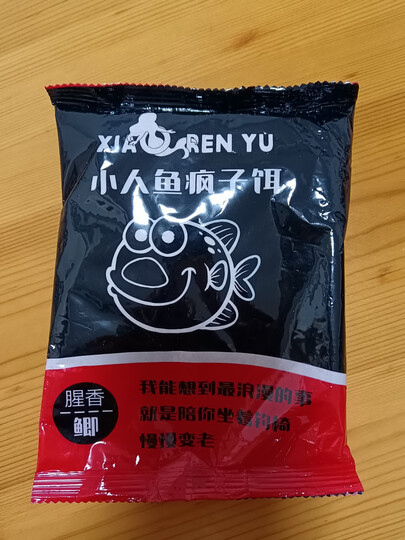 XIAO REN YU
小人鱼疯子饵
腥香
鲫
我能想到最浪漫的事
就是陪你坐着钓椅
慢慢变老